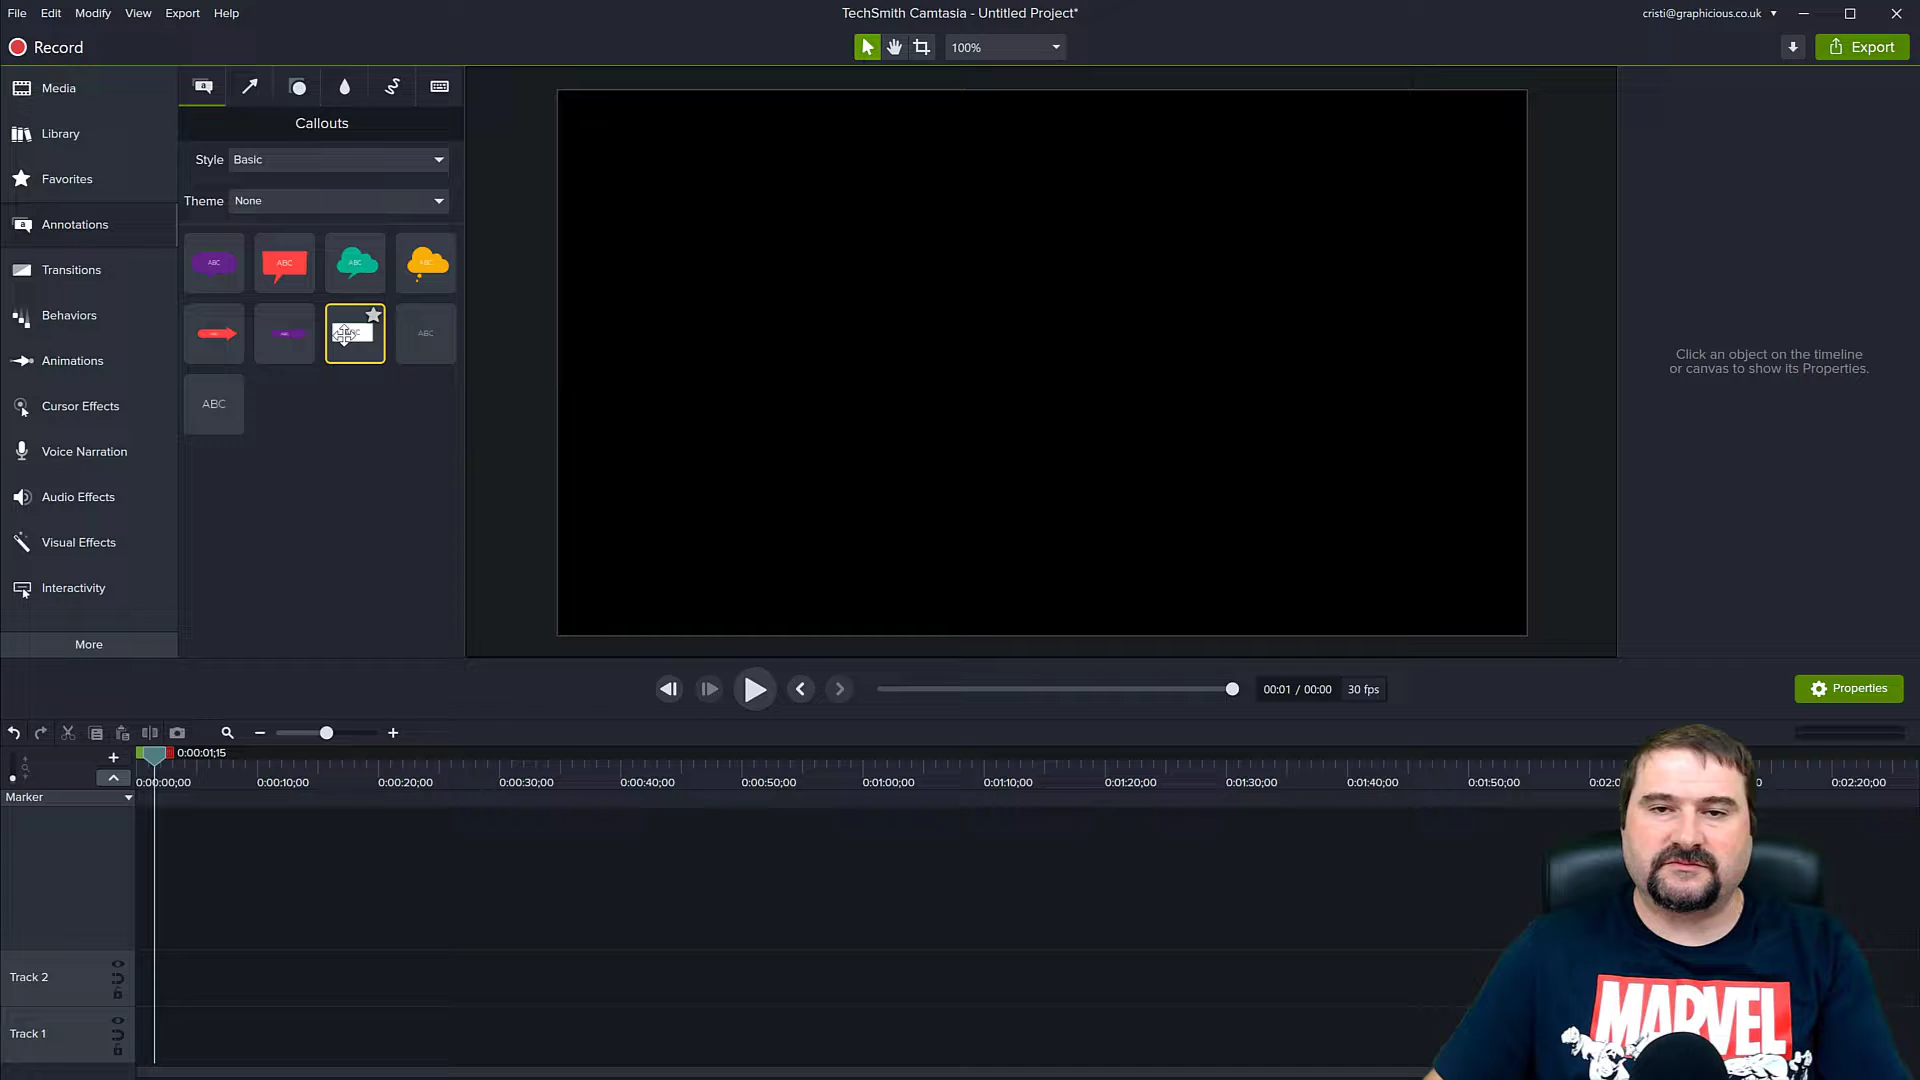 File Edit Modify View Export Help
TechSmith Camtasia - Untitled Project*
cristi@graphicious.co.uk
Record
100%
Export
Media
Library
Favorites
Annotations
Transitions
Behaviors
Animations
Cursor Effects
Voice Narration
Audio Effects
Visual Effects
Interactivity
More
Callouts
Style Basic
Theme None
ABC ABC ABC ABC
ABC ABC
ABC
Click an object on the timeline
or canvas to show its Properties.
00:01 / 00:00 30 fps
Properties
0:00:01;15
0:00:00;00 0:00:10;00 0:00:20;00 0:00:30;00 0:00:40;00 0:00:50;00 0:01:00;00 0:01:10;00 0:01:20;00 0:01:30;00 0:01:40;00 0:01:50;00 0:02:20;00
Marker
Track 2
Track 1
MARVEL